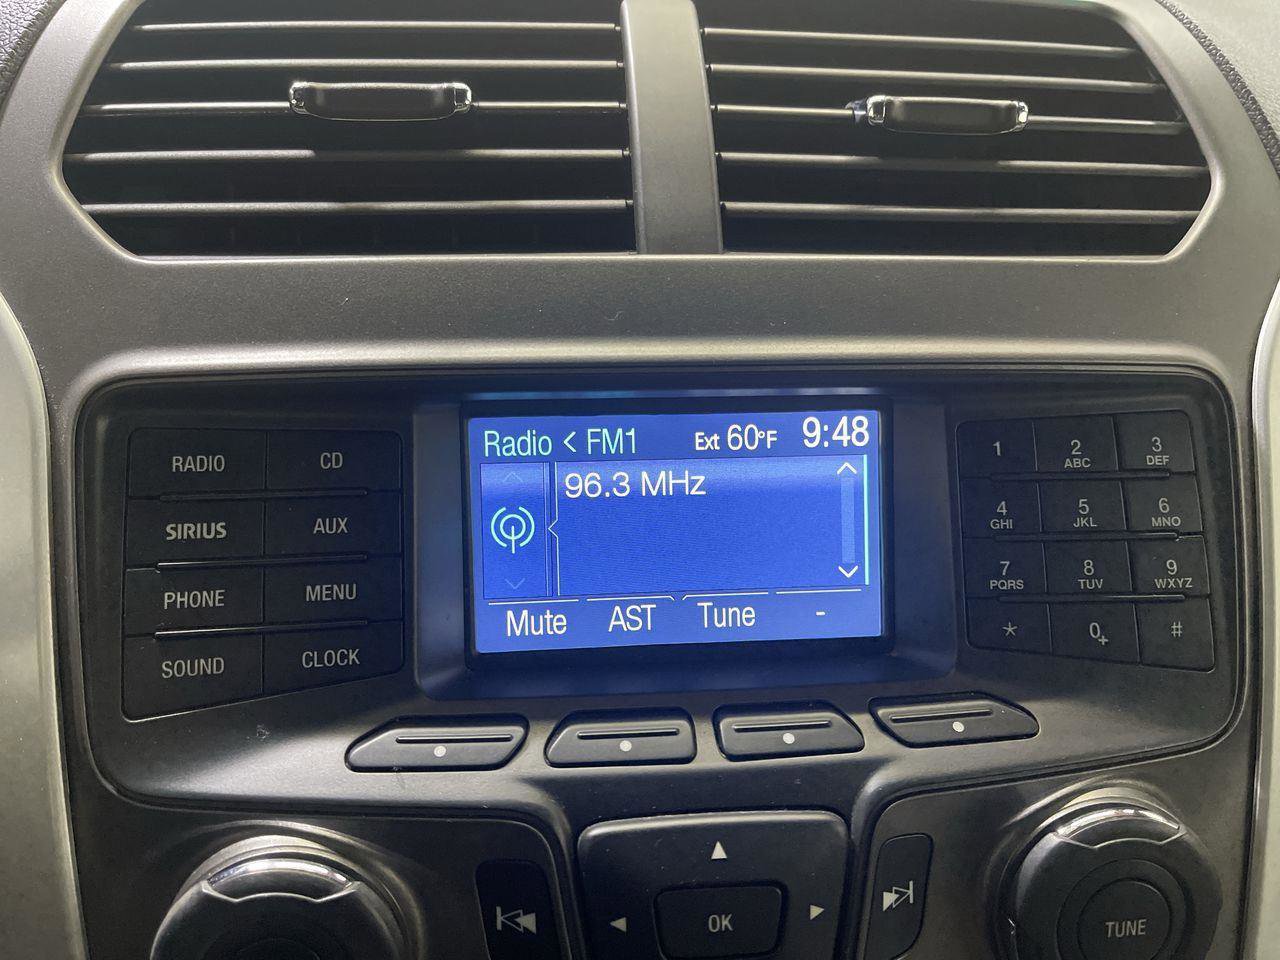 Radio < FM1 Ext 60°F 9:48
96.3 MHz
Mute AST Tune -
RADIO CD
SIRIUS AUX
PHONE MENU
SOUND CLOCK
1 2 ABC 3 DEF
4 GHI 5 JKL 6 MNO
7 PQRS 8 TUV 9 WXYZ
* 0+ #
OK
TUNE